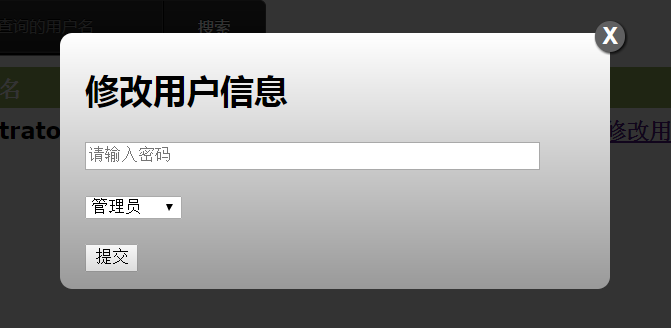 查询的用户名 搜索
X
名
修改用户信息
trato 修改用
请输入密码
管理员
提交